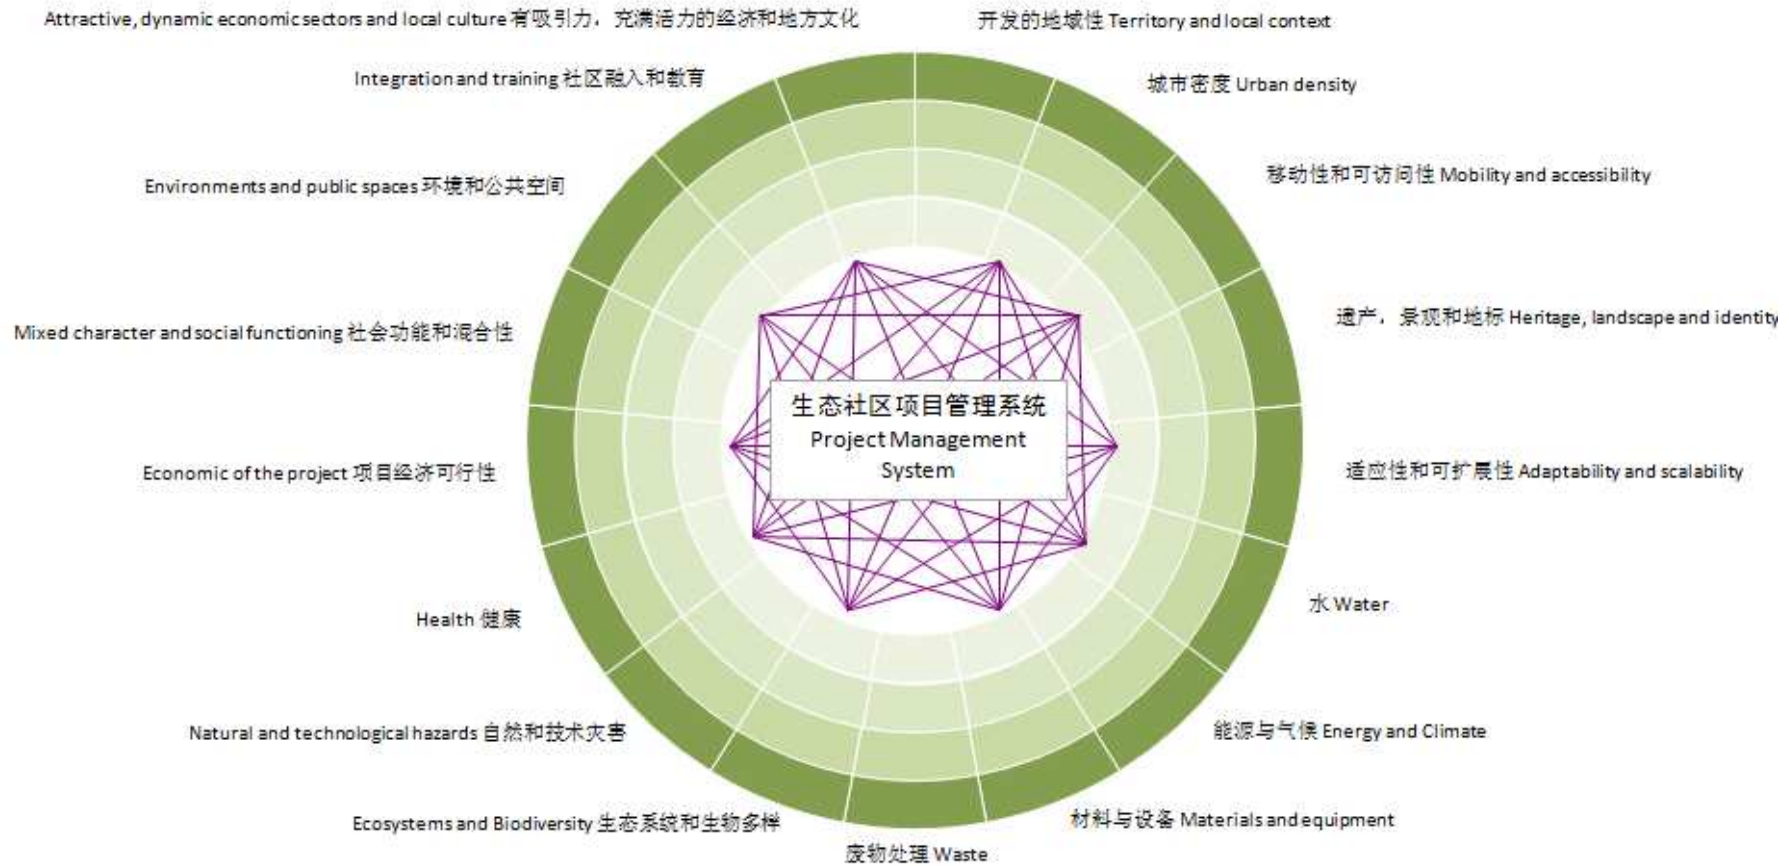 Attractive, dynamic economic sectors and local culture 有吸引力，充满活力的经济和地方文化
开发的地域性 Territory and local context
Integration and training 社区融入和教育
城市密度 Urban density
Environments and public spaces 环境和公共空间
移动性和可访问性 Mobility and accessibility
Mixed character and social functioning 社会功能和混合性
遗产，景观和地标 Heritage, landscape and identity
生态社区项目管理系统
Project Management
System
Economic of the project 项目经济可行性
适应性和可扩展性 Adaptability and scalability
Health 健康
水 Water
Natural and technological hazards 自然和技术灾害
能源与气候 Energy and Climate
Ecosystems and Biodiversity 生态系统和生物多样
材料与设备 Materials and equipment
废物处理 Waste